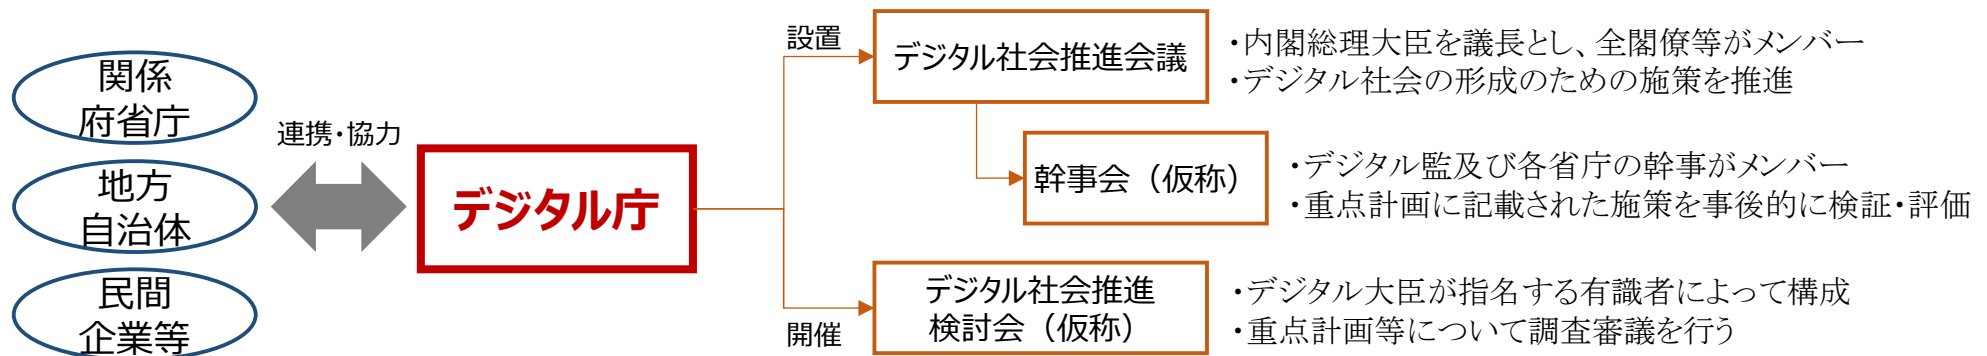 関係
府省庁
地方
自治体
民間
企業等
連携・協力
デジタル庁
設置
デジタル社会推進会議
・内閣総理大臣を議長とし、全閣僚等がメンバー
・デジタル社会の形成のための施策を推進
幹事会（仮称）
・デジタル監及び各省庁の幹事がメンバー
・重点計画に記載された施策を事後的に検証・評価
開催
デジタル社会推進
検討会（仮称）
・デジタル大臣が指名する有識者によって構成
・重点計画等について調査審議を行う